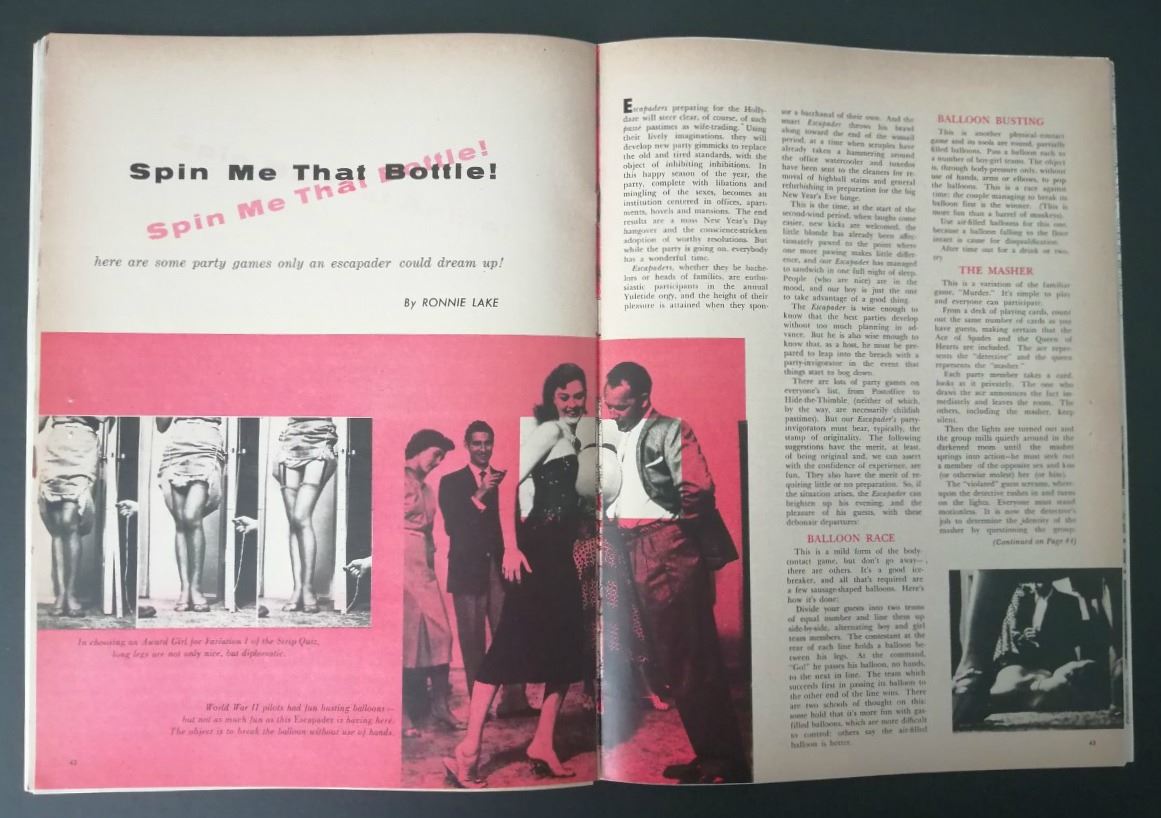 Spin Me That Bottle!
Spin Me That Bottle!
here are some party games only an escapader could dream up!
By RONNIE LAKE
In choosing an Award Girl for Variation I of the Strip Quiz,
long legs are not only nice, but diplomatic.
World War II pilots had fun busting balloons—
but not as much fun as this Escapader is having here.
The object is to break the balloon without use of hands.
42
Escapaders preparing for the Holly-
daze will steer clear, of course, of such
passé pastimes as wife-trading. Using
their lively imaginations, they will
develop new party gimmicks to replace
the old and tired standards, with the
object of inhibiting inhibitions. In
this happy season of the year, the
party, complete with libations and
mingling of the sexes, becomes an
institution centered in offices, apart-
ments, hovels and mansions. The end
results are a mass New Year's Day
hangover and the conscience-stricken
adoption of worthy resolutions. But
while the party is going on, everybody
has a wonderful time.
Escapaders, whether they be bache-
lors or heads of families, are enthu-
siastic participants in the annual
Yuletide orgy, and the height of their
pleasure is attained when they spon-
sor a bacchanal of their own. And the
smart Escapader throws his brawl
along toward the end of the wassail
period, at a time when scruples have
already taken a hammering around
the office watercooler and tuxedos
have been sent to the cleaners for re-
moval of highball stains and general
refurbishing in preparation for the big
New Year's Eve binge.
This is the time, at the start of the
second-wind period, when laughs come
easier, new kicks are welcomed, the
little blonde has already been affec-
tionately pawed to the point where
one more pawing makes little differ-
ence, and our Escapader has managed
to sandwich in one full night of sleep.
People (who are nice) are in the
mood, and our boy is just the one
to take advantage of a good thing.
The Escapader is wise enough to
know that the best parties develop
without too much planning in ad-
vance. But he is also wise enough to
know that, as a host, he must be pre-
pared to leap into the breach with a
party-invigorator in the event that
things start to bog down.
There are lots of party games on
everyone's list, from Postoffice to
Hide-the-Thimble, (neither of which,
by the way, are necessarily childish
pastimes). But our Escapader's party-
invigorators must bear, typically, the
stamp of originality. The following
suggestions have the merit, at least,
of being original and, we can assert
with the confidence of experience, are
fun. They also have the merit of re-
quiring little or no preparation. So, if
the situation arises, the Escapader can
brighten up his evening, and the
pleasure of his guests, with these
debonair departures:
BALLOON RACE
This is a mild form of the body-
contact game, but don't go away—
there are others. It's a good ice-
breaker, and all that's required are
a few sausage-shaped balloons. Here's
how it's done:
Divide your guests into two teams
of equal number and line them up
side-by-side, alternating boy and girl
team members. The contestant at the
rear of each line holds a balloon be-
tween his legs. At the command,
"Go!" he passes his balloon, no hands,
to the next in line. The team which
succeeds first in passing its balloon to
the other end of the line wins. There
are two schools of thought on this:
some hold that it's more fun with gas-
filled balloons, which are more difficult
to control; others say the air-filled
balloon is better.
BALLOON BUSTING
This is another physical-contact
game and its tools are round, partially
filled balloons. Pass a balloon each to
a number of boy-girl teams. The object
is, through body-pressure only, without
use of hands, arms or elbows, to pop
the balloons. This is a race against
time; the couple managing to break its
balloon first is the winner. (This is
more fun than a barrel of monkeys).
Use air-filled balloons for this one,
because a balloon falling to the floor
intact is cause for disqualification.
After time out for a drink or two,
try
THE MASHER
This is a variation of the familiar
game, "Murder." It's simple to play
and everyone can participate.
From a deck of playing cards, count
out the same number of cards as you
have guests, making certain that the
Ace of Spades and the Queen of
Hearts are included. The ace repre-
sents the "detective" and the queen
represents the "masher."
Each party member takes a card,
looks at it privately. The one who
draws the ace announces the fact im-
mediately and leaves the room. The
others, including the masher, keep
silent.
Then the lights are turned out and
the group mills quietly around in the
darkened room until the masher
springs into action—he must seek out
a member of the opposite sex and kiss
(or otherwise molest) her (or him).
The "violated" guest screams, where-
upon the detective rushes in and turns
on the lights. Everyone must stand
motionless. It is now the detective's
job to determine the identity of the
masher by questioning the group.
(Continued on Page 44)
43